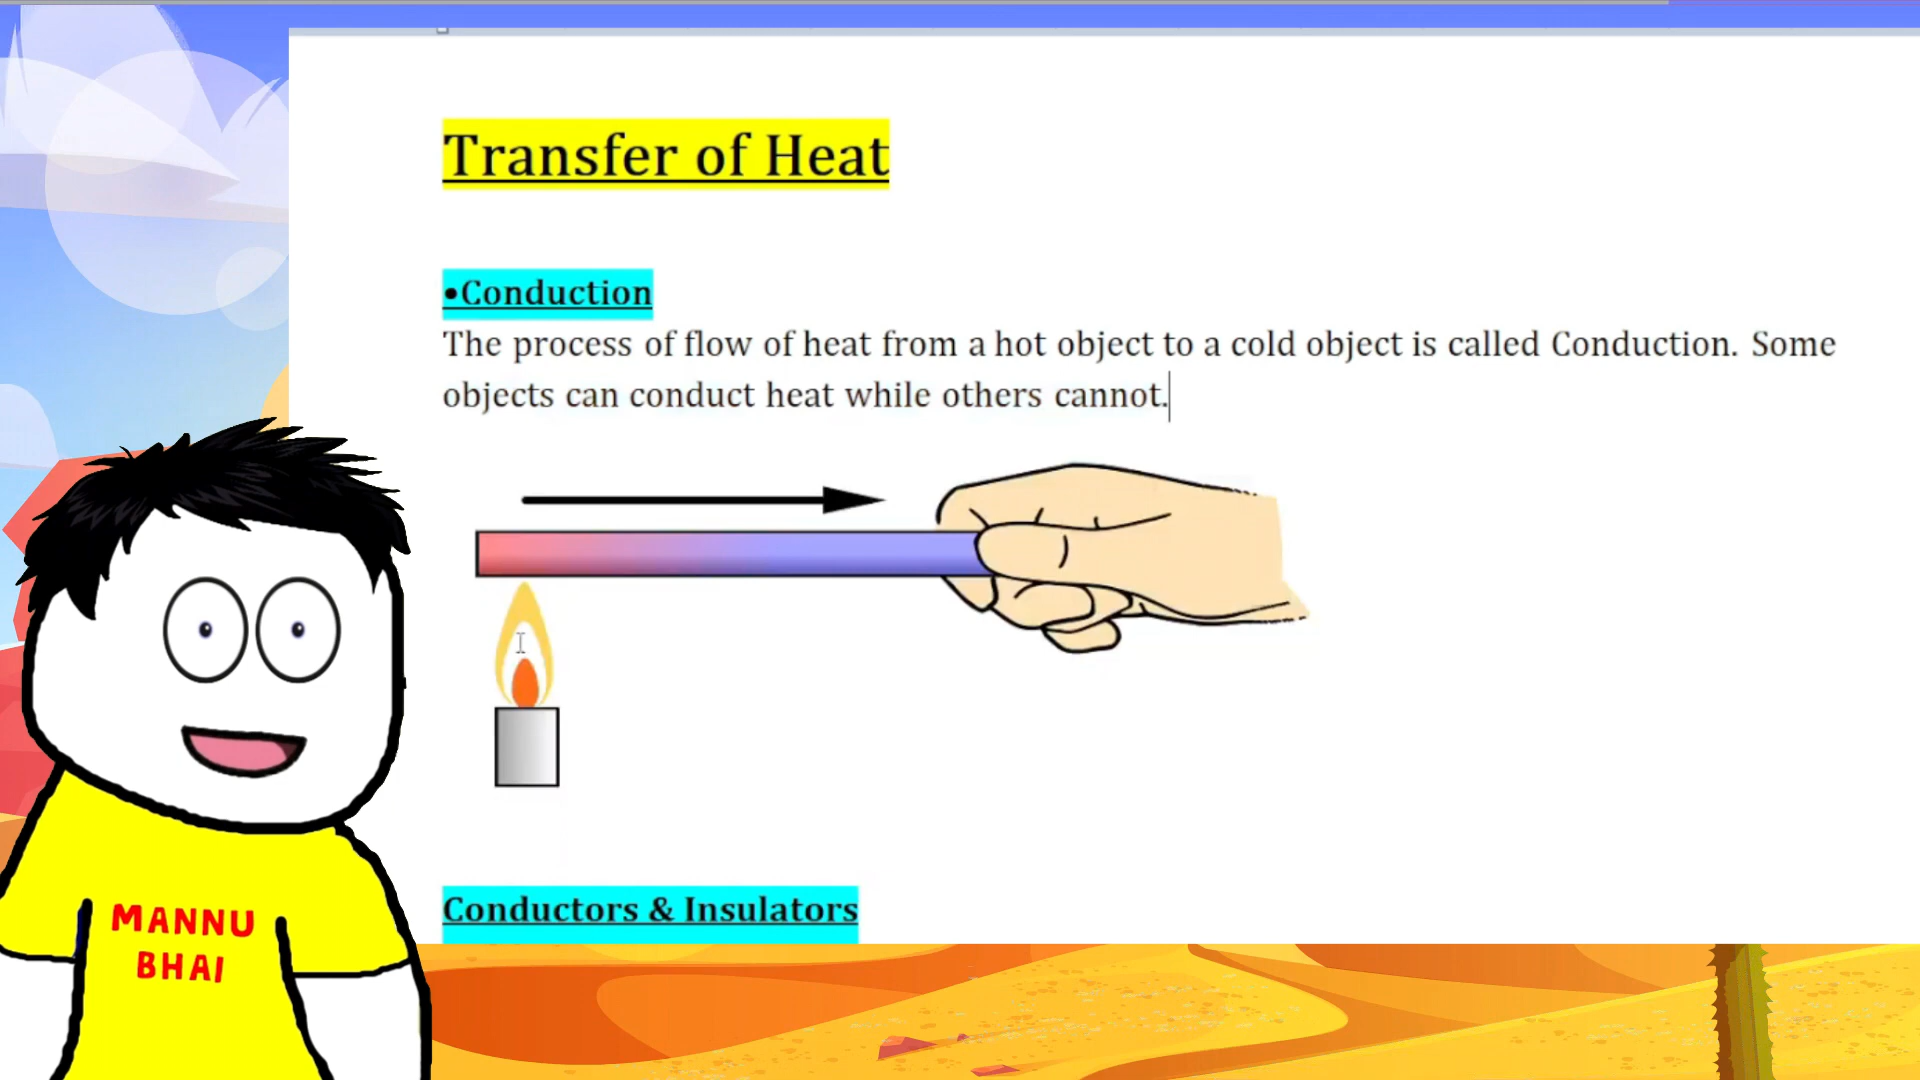 Transfer of Heat
•Conduction
The process of flow of heat from a hot object to a cold object is called Conduction. Some
objects can conduct heat while others cannot.
Conductors & Insulators
MANNU
BHAI